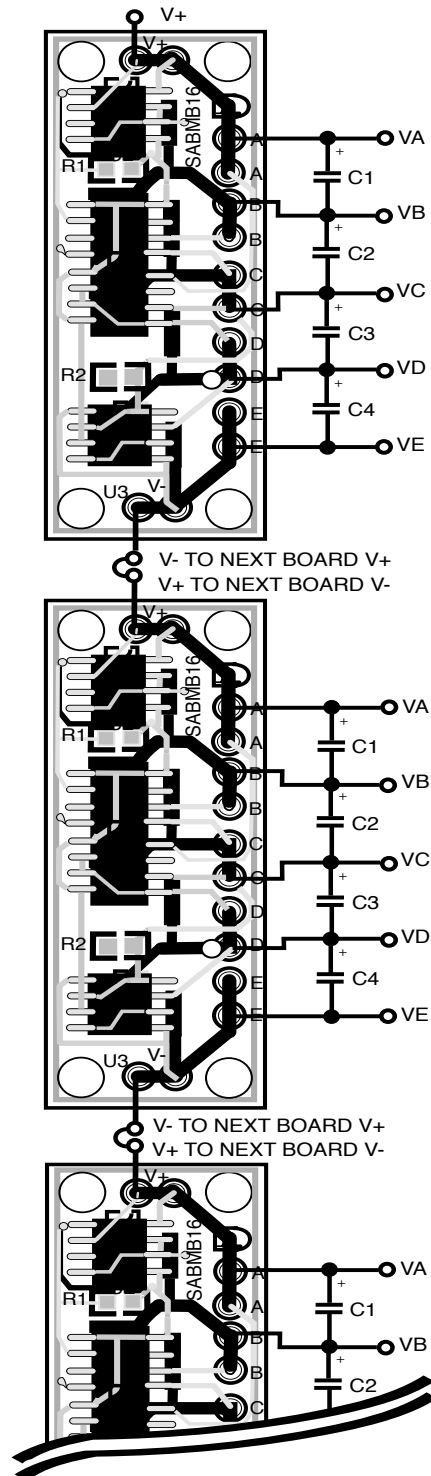 V+
V+
SABMB16
A
VA
+
R1
C1
A
B
VB
+
B
C2
C
C
VC
+
D
C3
R2
D
VD
+
E
C4
E
VE
U3
V-
V- TO NEXT BOARD V+
V+ TO NEXT BOARD V-
V+
SABMB16
A
VA
+
R1
C1
A
B
VB
+
B
C2
C
C
VC
+
D
C3
R2
D
VD
+
E
C4
E
VE
U3
V-
V- TO NEXT BOARD V+
V+ TO NEXT BOARD V-
V+
SABMB16
A
VA
+
R1
C1
A
B
VB
+
B
C2
C